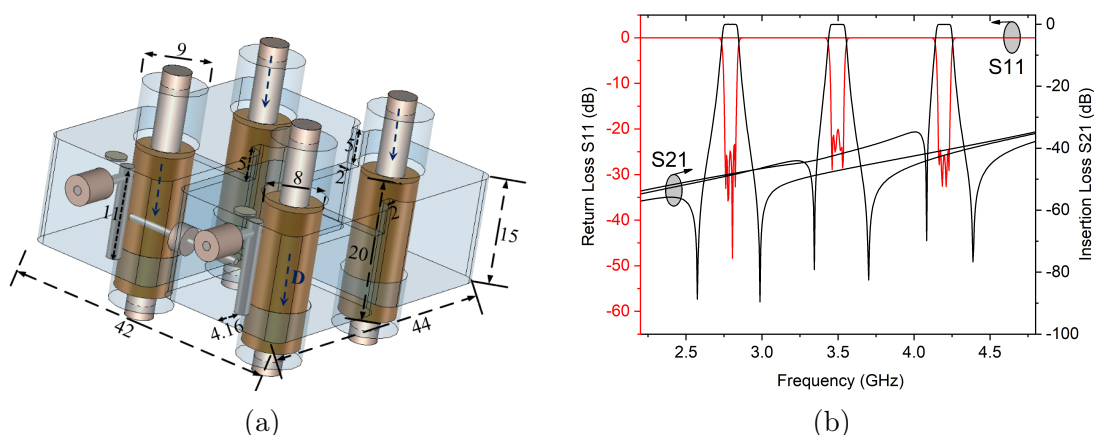 9
5
5
2
8
2
11
20
15
D
4.16
42
44
(a)
Return Loss S11 (dB)
0
-10
-20
-30
-40
-50
-60
S11
S21
0
-20
-40
-60
-80
-100
Insertion Loss S21 (dB)
2.5 3.0 3.5 4.0 4.5
Frequency (GHz)
(b)